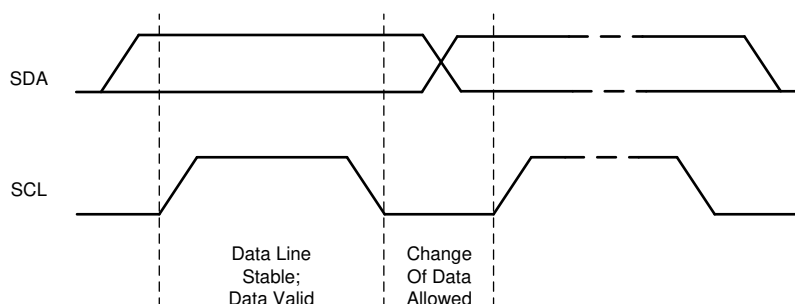 SDA
SCL
Data Line
Stable;
Data Valid
Change
Of Data
Allowed